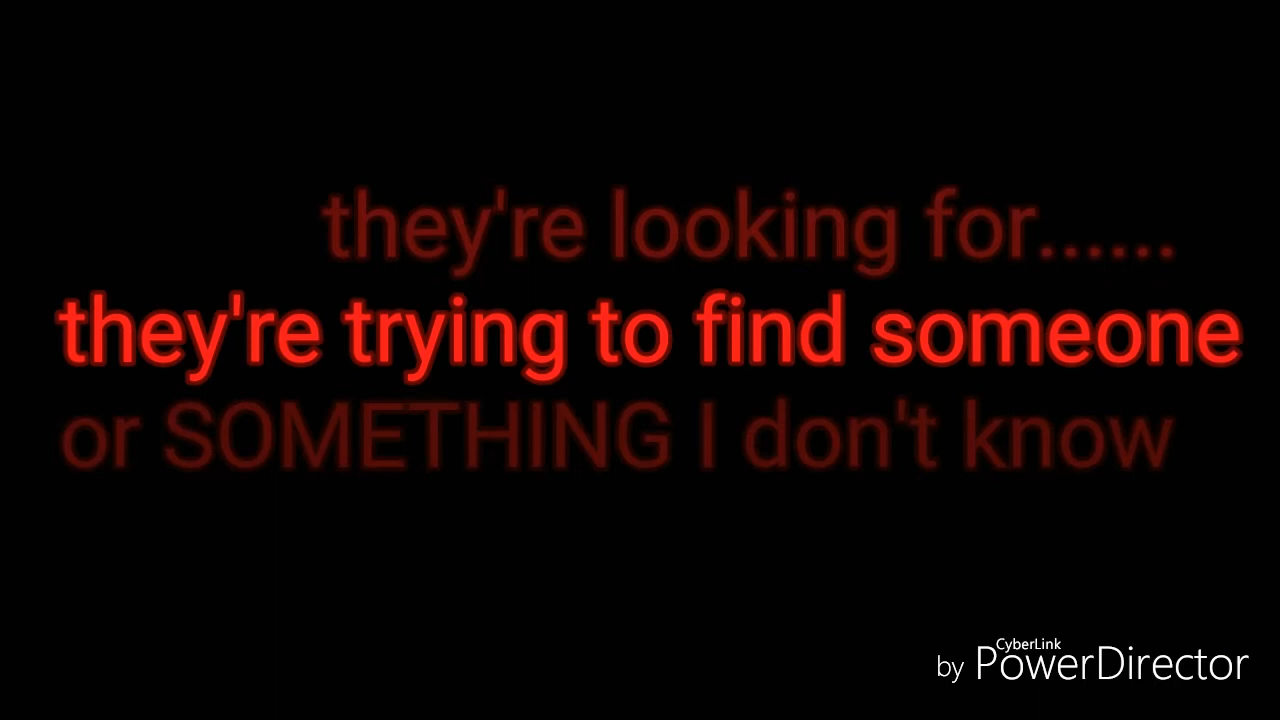 they're looking for......
they're trying to find someone
or SOMETHING I don't know
by CyberLink PowerDirector